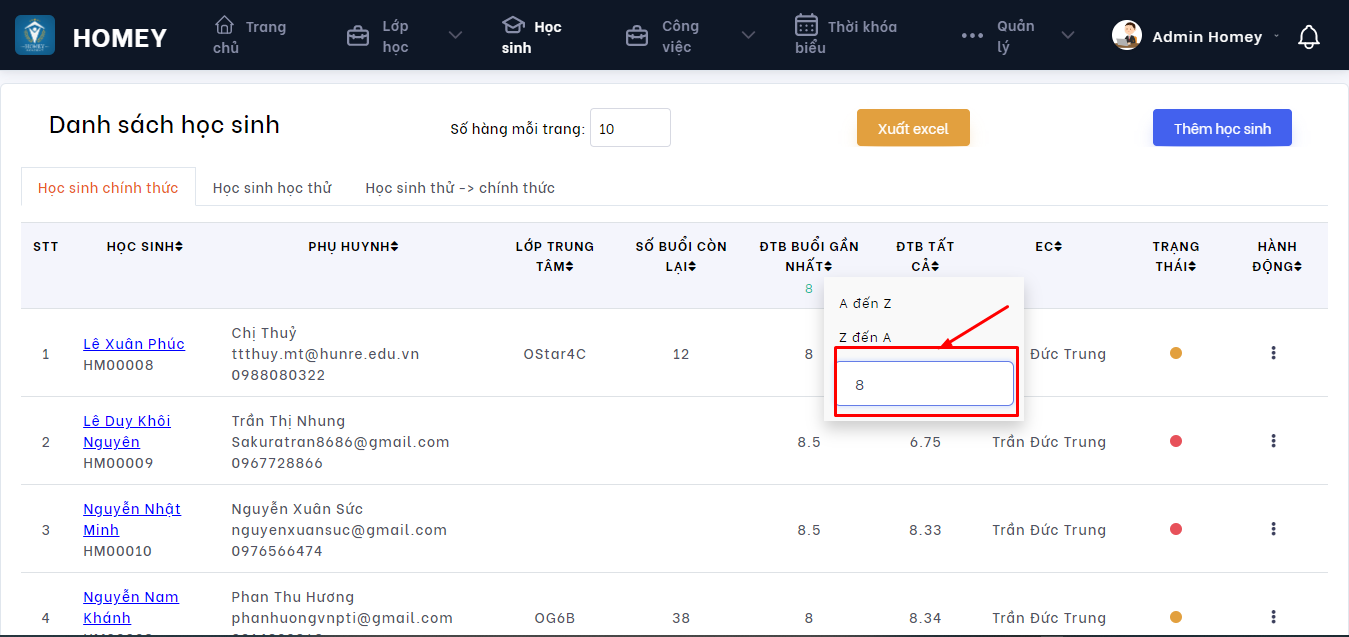 HOMEY
Trang chủ
Lớp học
Học sinh
Công việc
Thời khóa biểu
Quản lý
Admin Homey
Danh sách học sinh
Số hàng mỗi trang: 10
Xuất excel
Thêm học sinh
Học sinh chính thức
Học sinh học thử
Học sinh thử -> chính thức
STT
HỌC SINH
PHỤ HUYNH
LỚP TRUNG TÂM
SỐ BUỔI CÒN LẠI
ĐTB BUỔI GẦN NHẤT
8
ĐTB TẤT CẢ
EC
TRẠNG THÁI
HÀNH ĐỘNG
A đến Z
Z đến A
8
1
Lê Xuân Phúc
HM00008
Chị Thuỷ
ttthuy.mt@hunre.edu.vn
0988080322
OStar4C
12
8
Đức Trung
2
Lê Duy Khôi
Nguyên
HM00009
Trần Thị Nhung
Sakuratran8686@gmail.com
0967728866
8.5
6.75
Trần Đức Trung
3
Nguyễn Nhật
Minh
HM00010
Nguyễn Xuân Sức
nguyenxuansuc@gmail.com
0976566474
8.5
8.33
Trần Đức Trung
4
Nguyễn Nam
Khánh
Phan Thu Hương
phanhuongvnpti@gmail.com
OG6B
38
8
8.34
Trần Đức Trung